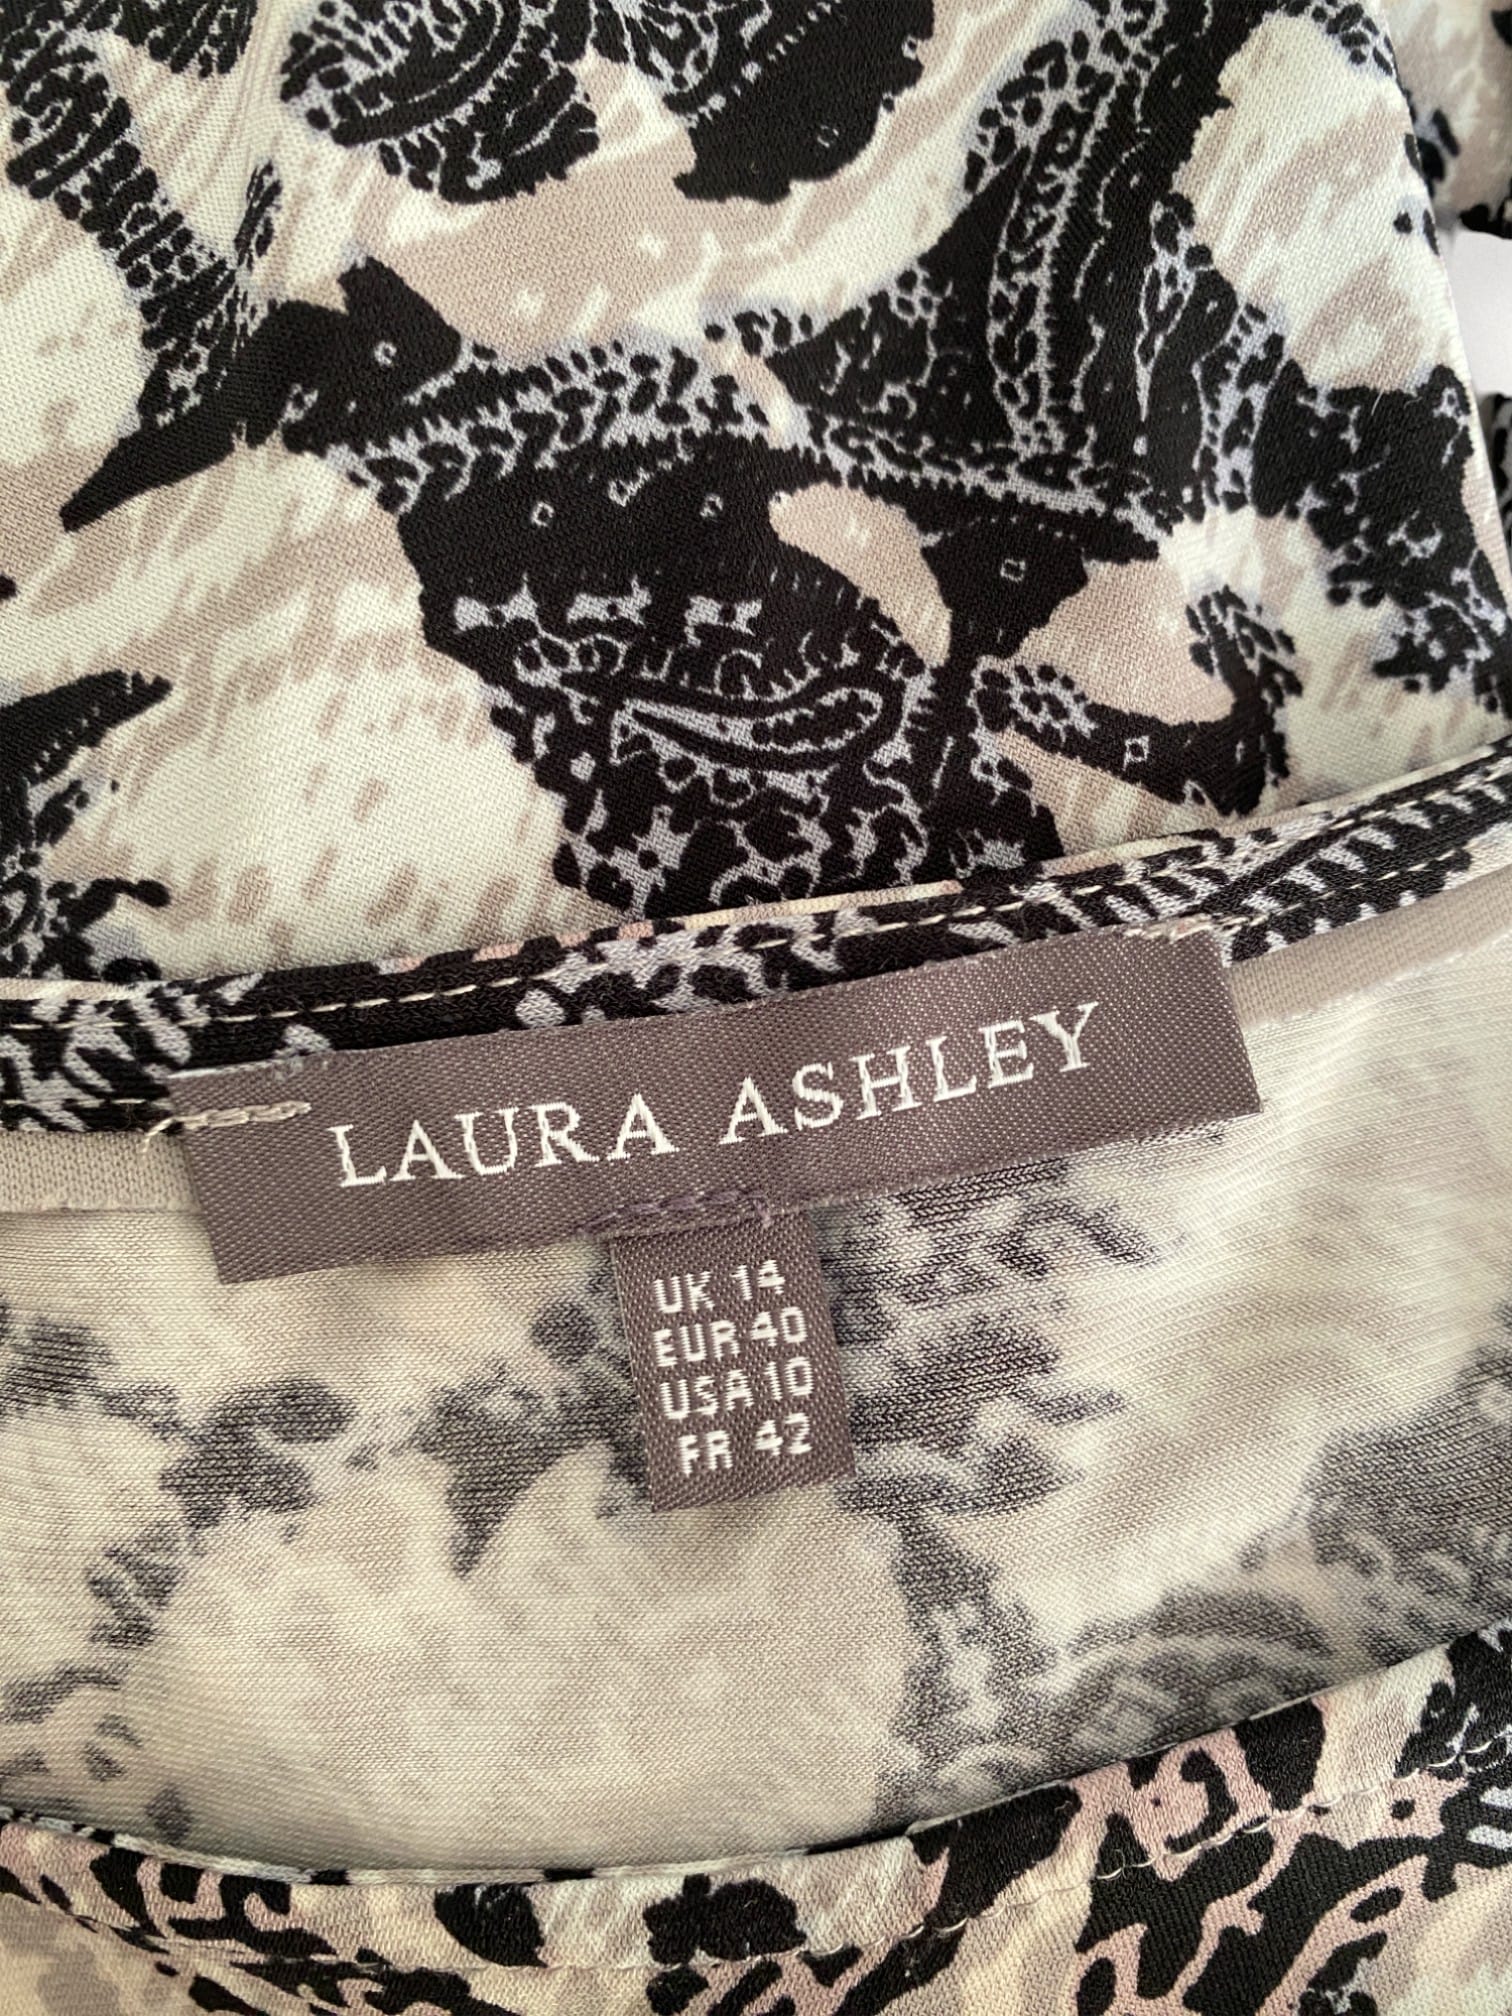 LAURA ASHLEY
UK 14
EUR 40
USA 10
FR 42